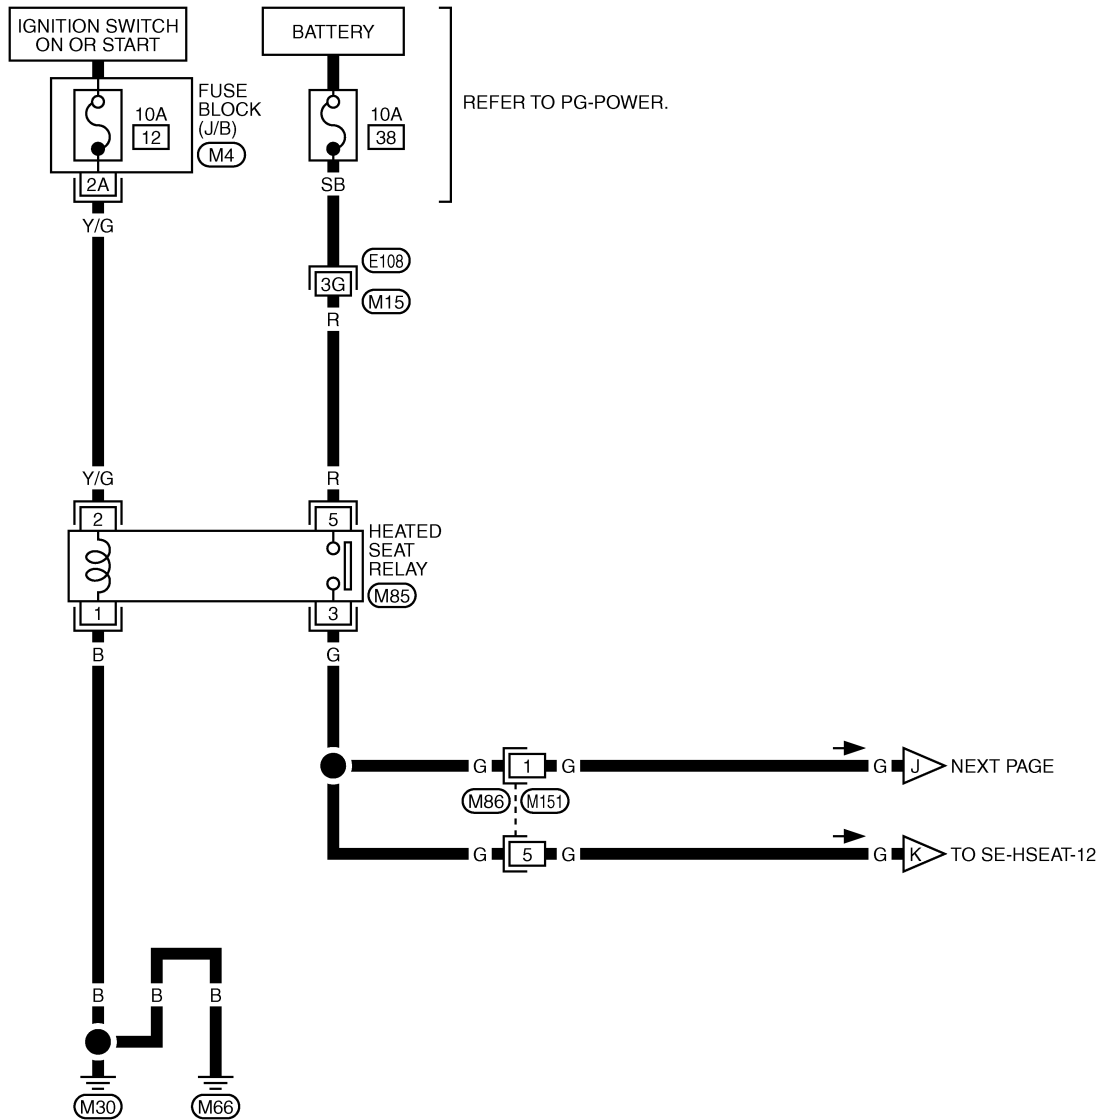 IGNITION SWITCH
ON OR START
BATTERY
FUSE
BLOCK
(J/B)
M4
10A
12
10A
38
REFER TO PG-POWER.
2A
SB
Y/G
E108
3G
M15
R
Y/G
R
2
5
HEATED
SEAT
RELAY
M85
1
3
B
G
G
1
G
G
J
NEXT PAGE
M86
M151
G
5
G
G
K
TO SE-HSEAT-12
B
B
B
M30
M66